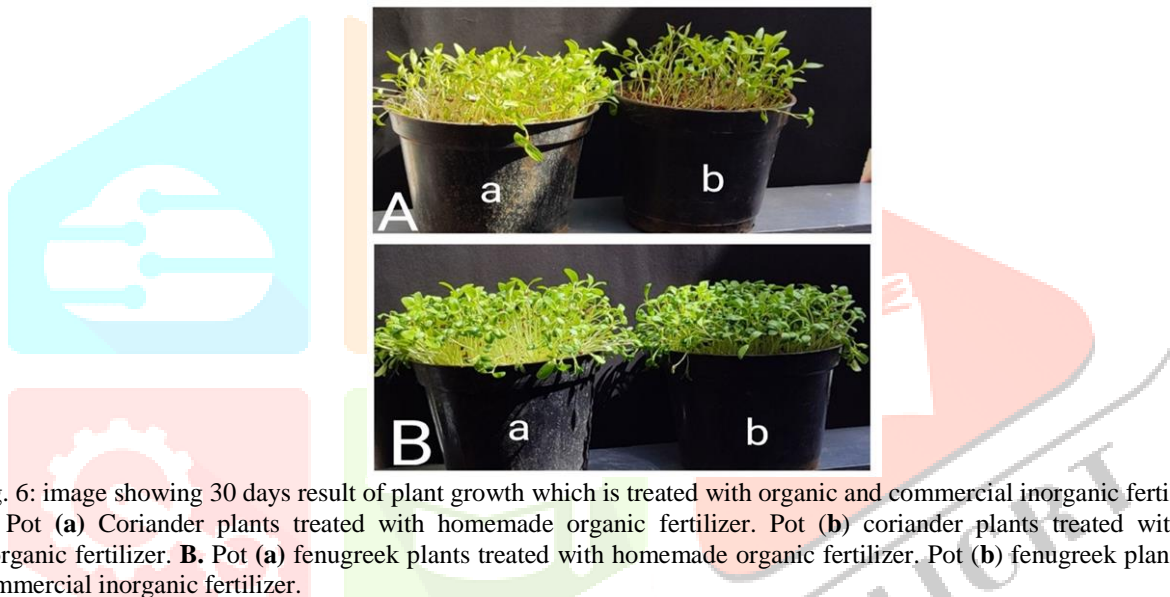 a
b
A
a
b
B
g. 6: image showing 30 days result of plant growth which is treated with organic and commercial inorganic fertil
Pot (a) Coriander plants treated with homemade organic fertilizer. Pot (b) coriander plants treated wit
organic fertilizer. B. Pot (a) fenugreek plants treated with homemade organic fertilizer. Pot (b) fenugreek plan
mmercial inorganic fertilizer.